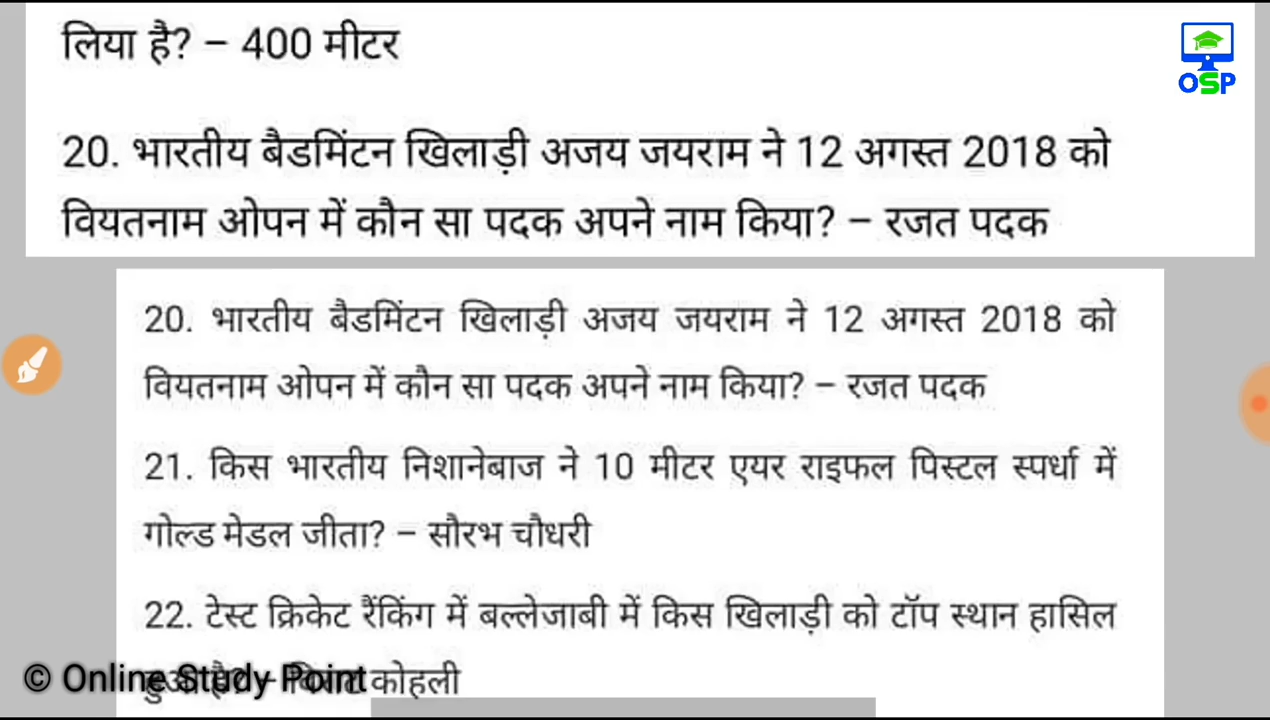 लिया है? – 400 मीटर
OSP
20. भारतीय बैडमिंटन खिलाड़ी अजय जयराम ने 12 अगस्त 2018 को
वियतनाम ओपन में कौन सा पदक अपने नाम किया? – रजत पदक
20. भारतीय बैडमिंटन खिलाड़ी अजय जयराम ने 12 अगस्त 2018 को
वियतनाम ओपन में कौन सा पदक अपने नाम किया? – रजत पदक
21. किस भारतीय निशानेबाज ने 10 मीटर एयर राइफल पिस्टल स्पर्धा में
गोल्ड मेडल जीता? – सौरभ चौधरी
22. टेस्ट क्रिकेट रैंकिंग में बल्लेजाबी में किस खिलाड़ी को टॉप स्थान हासिल
कोहली
© Online Study Point